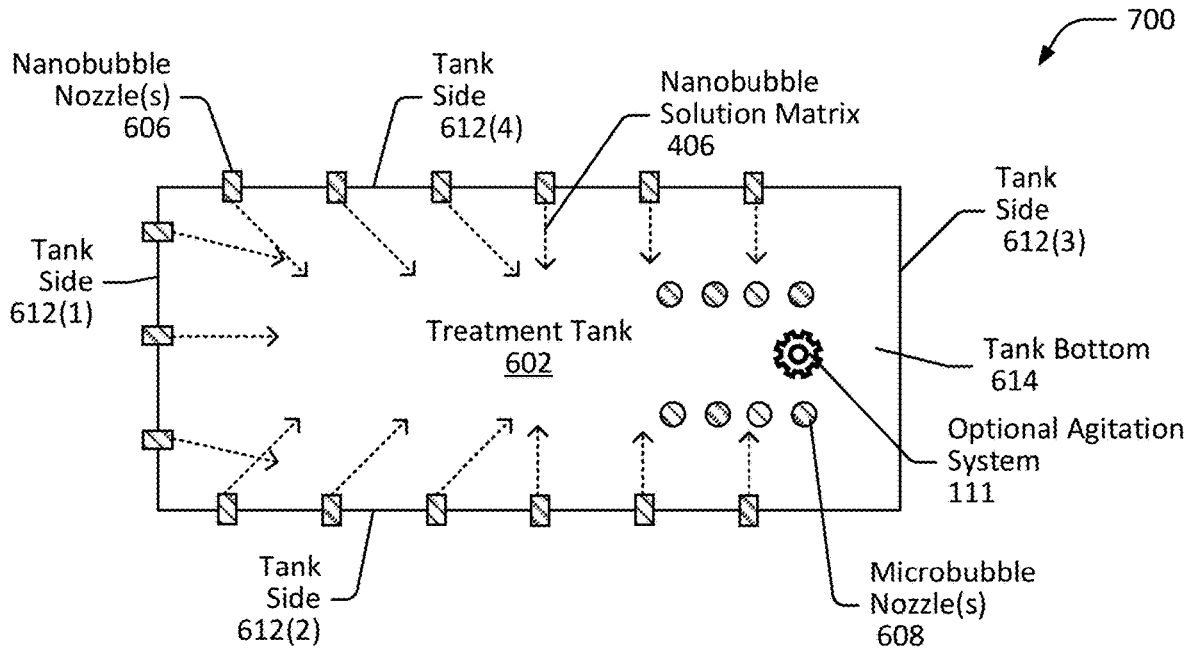 700
Nanobubble
Nozzle(s)
606
Tank
Side
612(4)
Nanobubble
Solution Matrix
406
Tank
Side
612(3)
Tank
Side
612(1)
Treatment Tank
602
Tank Bottom
614
Optional Agitation
System
111
Tank
Side
612(2)
Microbubble
Nozzle(s)
608